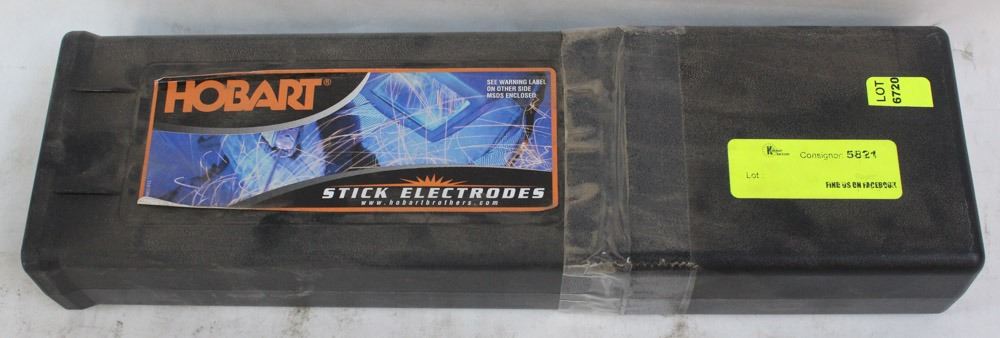 HOBART®
SEE WARNING LABEL
ON OTHER SIDE
MSDS ENCLOSED
STICK ELECTRODES
www.hobartbrothers.com
LOT
6720
Consignor: 5821
Lot:
FIND US ON FACEBOOK